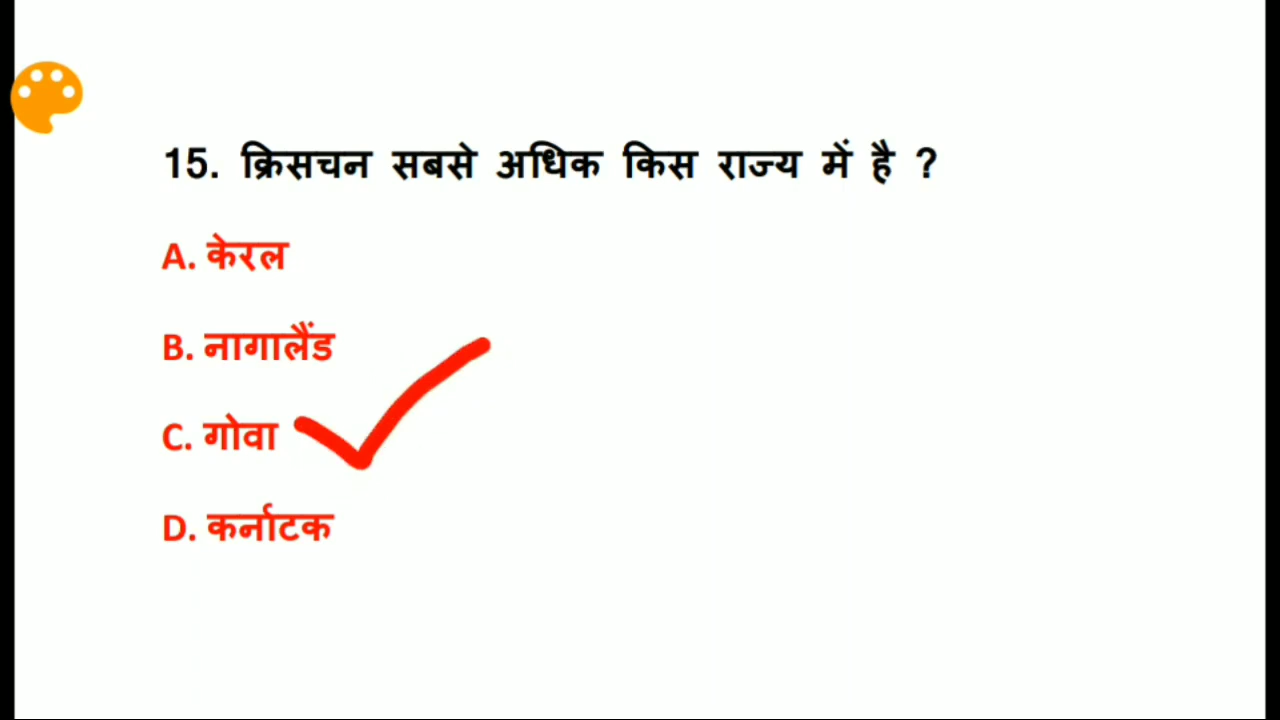 15. क्रिसचन सबसे अधिक किस राज्य में है ?
A. केरल
B. नागालैंड
C. गोवा
D. कर्नाटक